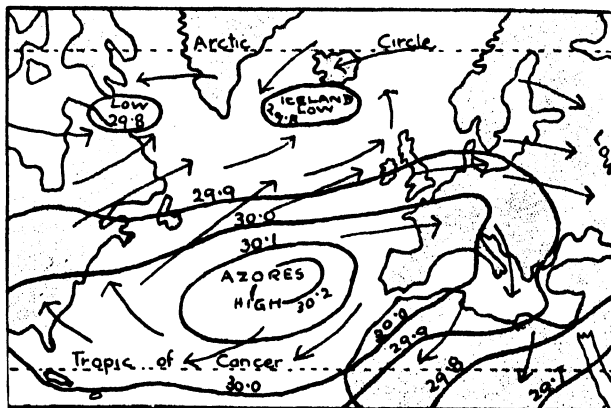 Arctic Circle
LOW
29.8
ICELAND
LOW
29.8
29.9
30.0
30.1
AZORES
HIGH
30.2
30.0
29.9
29.8
29.7
Tropic of Cancer
30.0